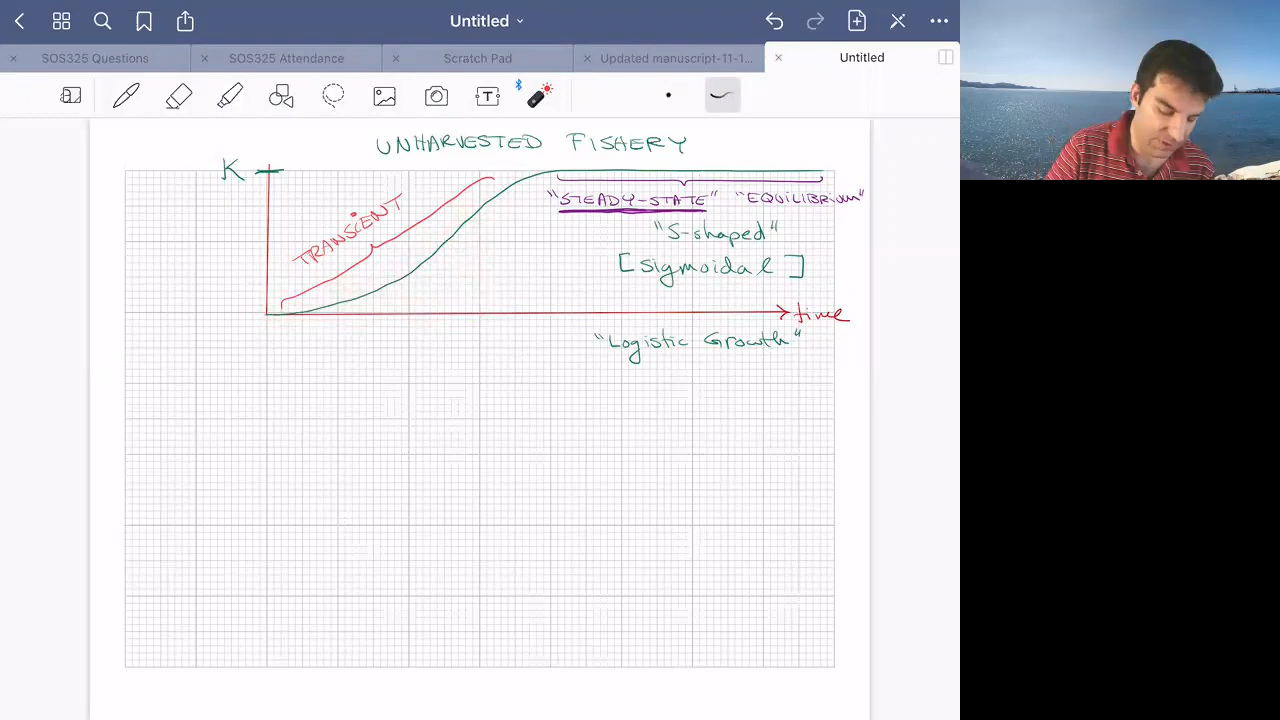 Untitled
SOS325 Questions
SOS325 Attendance
Scratch Pad
Updated manuscript-11-1...
Untitled
UNHARVESTED FISHERY
K
TRANSIENT
"STEADY-STATE" "EQUILIBRIUM"
"S-shaped"
[sigmoidal]
time
"Logistic Growth"